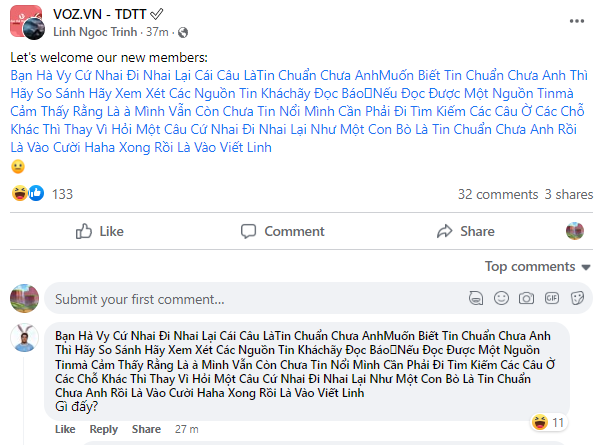 VOZ.VN - TDTT
Linh Ngoc Trinh · 37m ·
Let's welcome our new members:
Bạn Hà Vy Cứ Nhai Đi Nhai Lại Cái Câu LàTin Chuẩn Chưa AnhMuốn Biết Tin Chuẩn Chưa Anh Thì
Hãy So Sánh Hãy Xem Xét Các Nguồn Tin Kháchãy Đọc Báo▯Nếu Đọc Được Một Nguồn Tinmà
Cảm Thấy Rằng Là à Mình Vẫn Còn Chưa Tin Nổi Mình Cần Phải Đi Tìm Kiếm Các Câu Ở Các Chỗ
Khác Thì Thay Vì Hỏi Một Câu Cứ Nhai Đi Nhai Lại Như Một Con Bò Là Tin Chuẩn Chưa Anh Rồi
Là Vào Cười Haha Xong Rồi Là Vào Viết Linh
133
32 comments 3 shares
Like Comment Share
Top comments
Submit your first comment...
GIF
Bạn Hà Vy Cứ Nhai Đi Nhai Lại Cái Câu LàTin Chuẩn Chưa AnhMuốn Biết Tin Chuẩn Chưa Anh
Thì Hãy So Sánh Hãy Xem Xét Các Nguồn Tin Kháchãy Đọc Báo▯Nếu Đọc Được Một Nguồn
Tinmà Cảm Thấy Rằng Là à Mình Vẫn Còn Chưa Tin Nổi Mình Cần Phải Đi Tìm Kiếm Các Câu Ở
Các Chỗ Khác Thì Thay Vì Hỏi Một Câu Cứ Nhai Đi Nhai Lại Như Một Con Bò Là Tin Chuẩn
Chưa Anh Rồi Là Vào Cười Haha Xong Rồi Là Vào Viết Linh
Gì đấy?
11
Like Reply Share 27 m